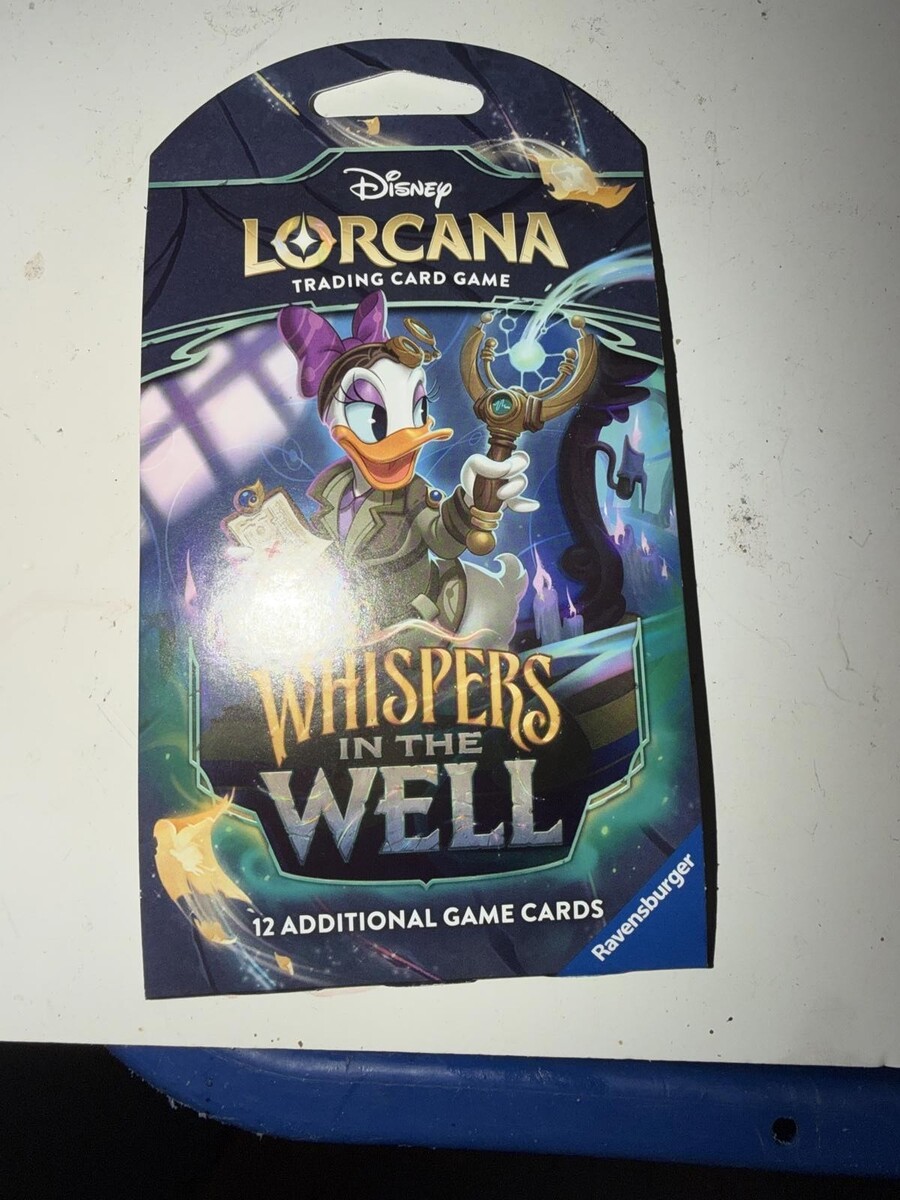 Disney
LORCANA
TRADING CARD GAME
WHISPERS
IN THE
WELL
12 ADDITIONAL GAME CARDS
Ravensburger